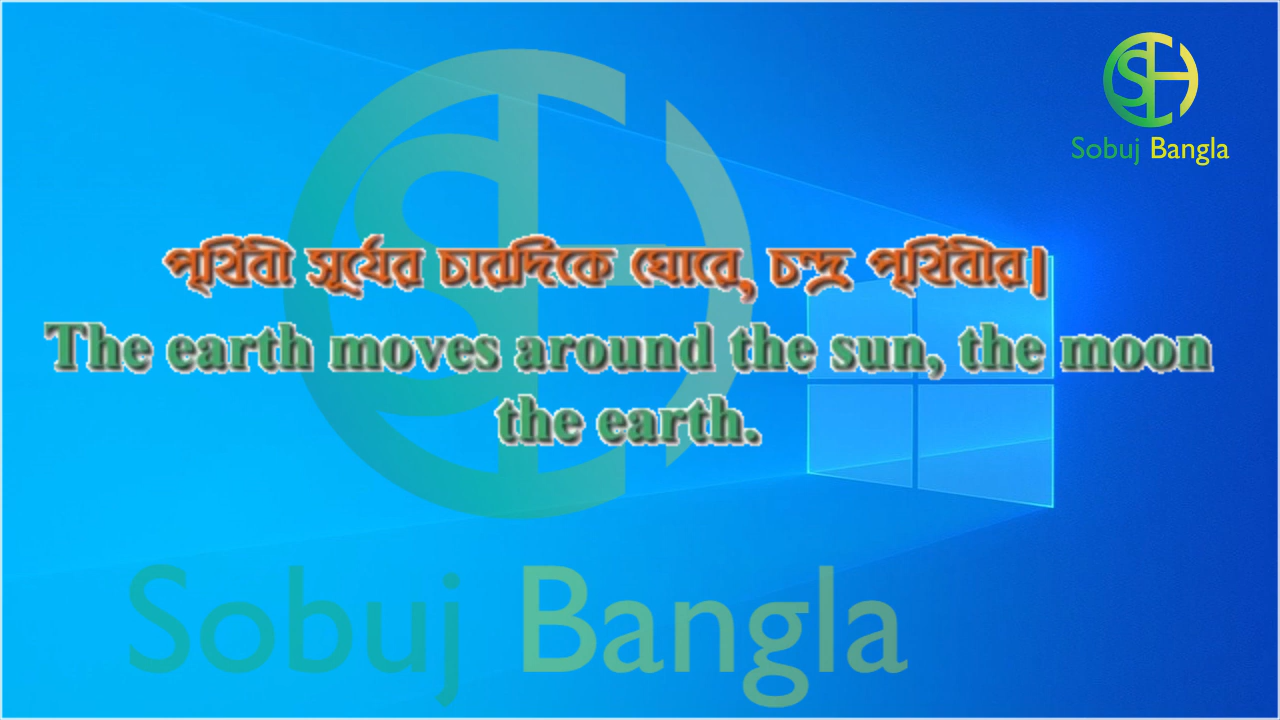 Sobuj Bangla
পৃথিবী সূর্যের চারদিকে ঘোরে, চন্দ্র পৃথিবীর।
The earth moves around the sun, the moon
the earth.
Sobuj Bangla